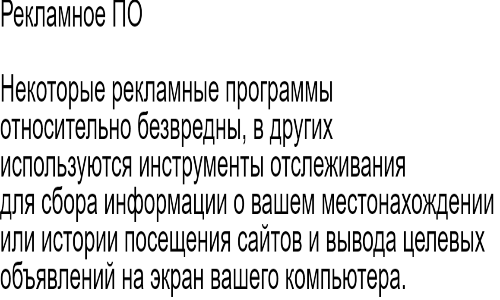 Рекламное ПО
Некоторые рекламные программы
относительно безвредны, в других
используются инструменты отслеживания
для сбора информации о вашем местонахождении
или истории посещения сайтов и вывода целевых
объявлений на экран вашего компьютера.